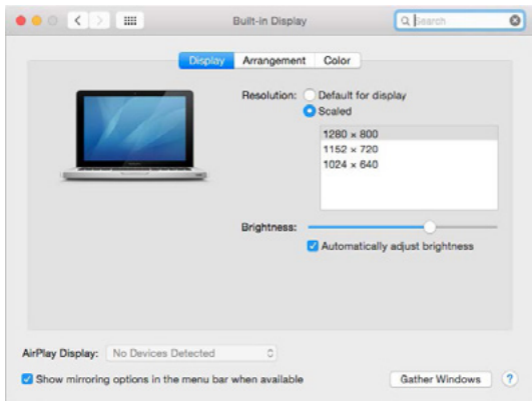 Built-in Display
Search
Display Arrangement Color
Resolution: Default for display
Scaled
1280 × 800
1152 × 720
1024 × 640
Brightness:
Automatically adjust brightness
AirPlay Display: No Devices Detected
Show mirroring options in the menu bar when available
Gather Windows ?